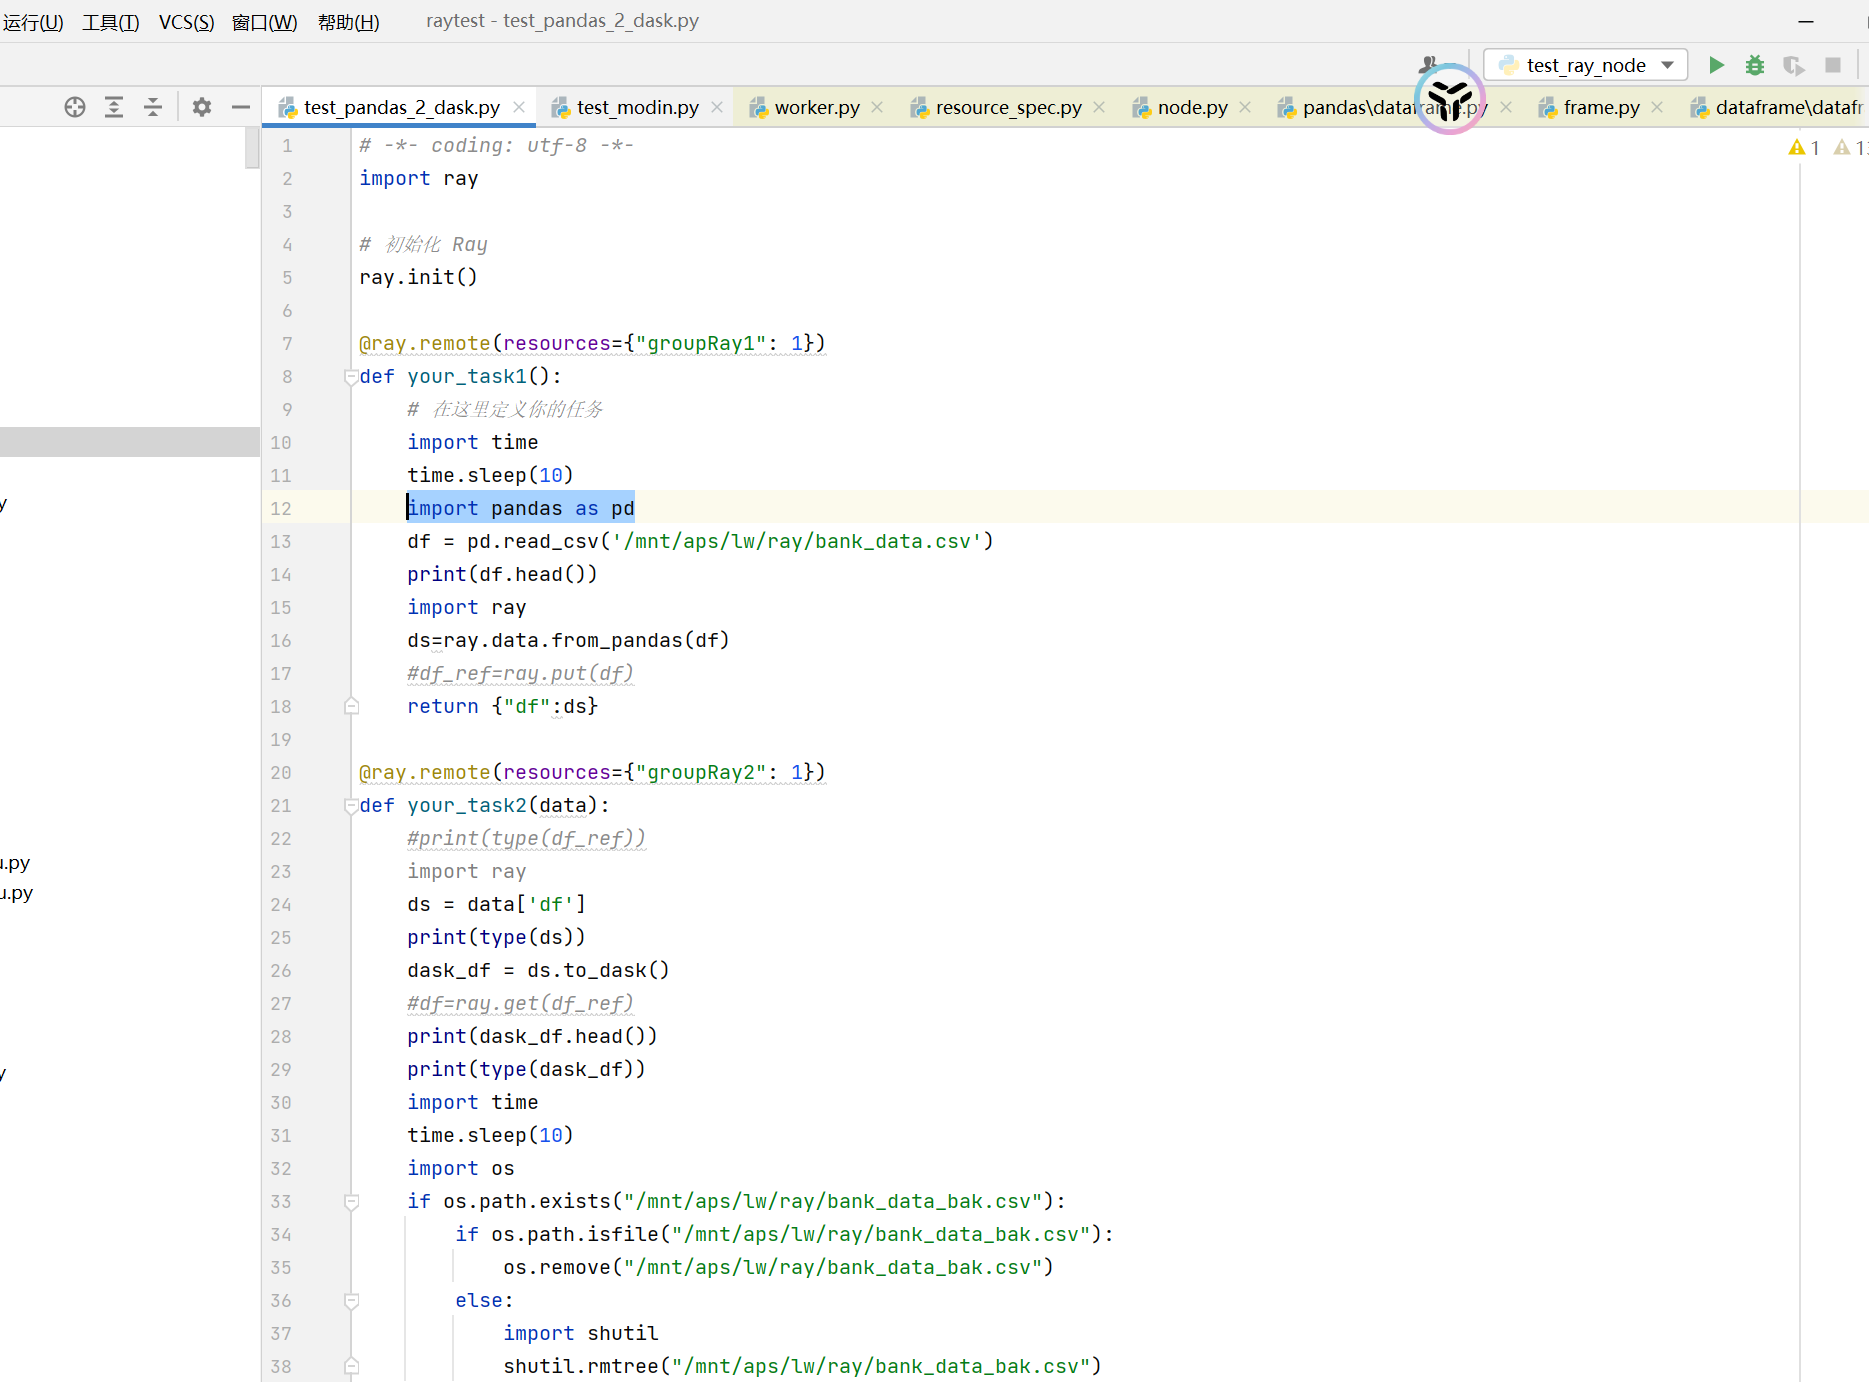 运行(U) 工具(T) VCS(S) 窗口(W) 帮助(H) raytest - test_pandas_2_dask.py
test_ray_node
test_pandas_2_dask.py test_modin.py worker.py resource_spec.py node.py pandas\dataframe.py frame.py dataframe\datafr
1 # -*- coding: utf-8 -*-
1
2 import ray
3
4 # 初始化 Ray
5 ray.init()
6
7 @ray.remote(resources={"groupRay1": 1})
8 def your_task1():
9 # 在这里定义你的任务
10 import time
11 time.sleep(10)
12 import pandas as pd
13 df = pd.read_csv('/mnt/aps/lw/ray/bank_data.csv')
14 print(df.head())
15 import ray
16 ds=ray.data.from_pandas(df)
17 #df_ref=ray.put(df)
18 return {"df":ds}
19
20 @ray.remote(resources={"groupRay2": 1})
21 def your_task2(data):
22 #print(type(df_ref))
23 import ray
24 ds = data['df']
25 print(type(ds))
26 dask_df = ds.to_dask()
27 #df=ray.get(df_ref)
28 print(dask_df.head())
29 print(type(dask_df))
30 import time
31 time.sleep(10)
32 import os
33 if os.path.exists("/mnt/aps/lw/ray/bank_data_bak.csv"):
34 if os.path.isfile("/mnt/aps/lw/ray/bank_data_bak.csv"):
35 os.remove("/mnt/aps/lw/ray/bank_data_bak.csv")
36 else:
37 import shutil
38 shutil.rmtree("/mnt/aps/lw/ray/bank_data_bak.csv")
y
.py
u.py
y